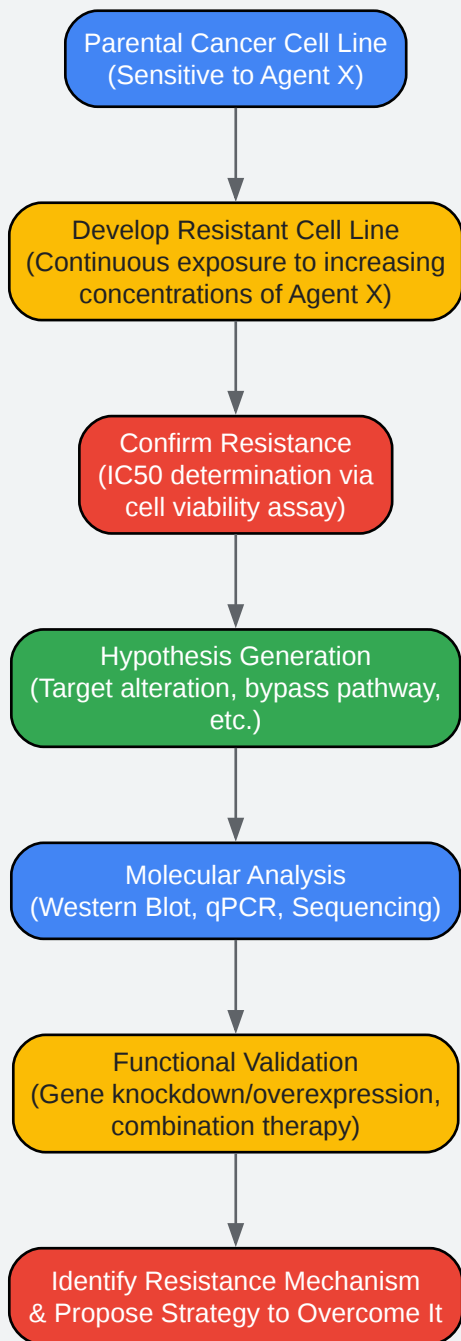 Parental Cancer Cell Line
(Sensitive to Agent X)
Develop Resistant Cell Line
(Continuous exposure to increasing
concentrations of Agent X)
Confirm Resistance
(IC50 determination via
cell viability assay)
Hypothesis Generation
(Target alteration, bypass pathway,
etc.)
Molecular Analysis
(Western Blot, qPCR, Sequencing)
Functional Validation
(Gene knockdown/overexpression,
combination therapy)
Identify Resistance Mechanism
& Propose Strategy to Overcome It